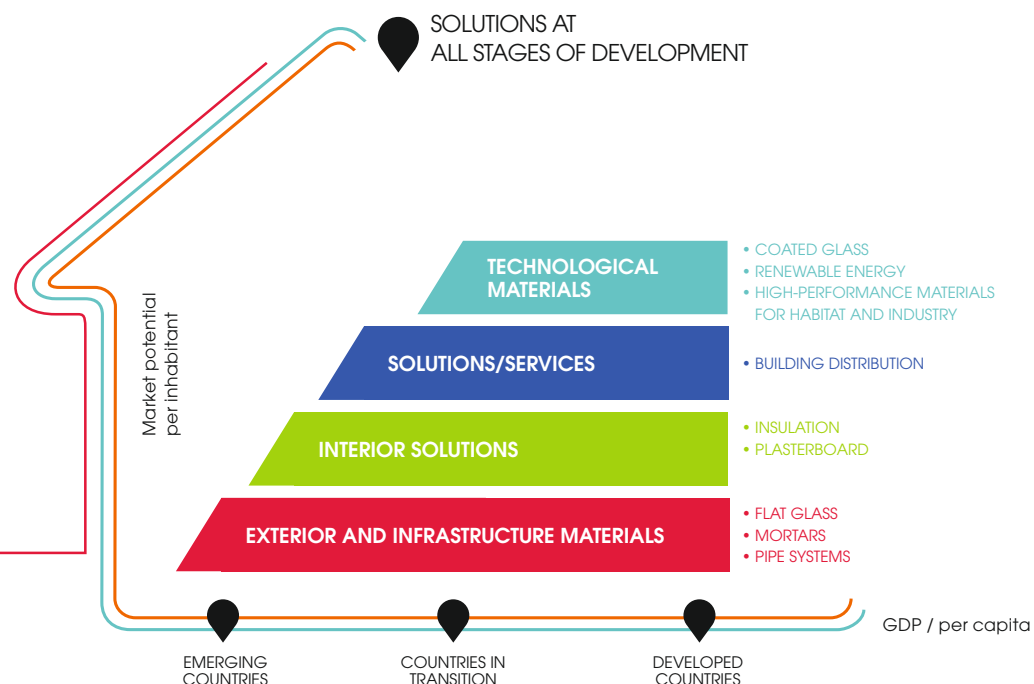 SOLUTIONS AT
ALL STAGES OF DEVELOPMENT
Market potential
per inhabitant
TECHNOLOGICAL
MATERIALS
• COATED GLASS
• RENEWABLE ENERGY
• HIGH-PERFORMANCE MATERIALS
FOR HABITAT AND INDUSTRY
SOLUTIONS/SERVICES
• BUILDING DISTRIBUTION
INTERIOR SOLUTIONS
• INSULATION
• PLASTERBOARD
EXTERIOR AND INFRASTRUCTURE MATERIALS
• FLAT GLASS
• MORTARS
• PIPE SYSTEMS
GDP / per capita
EMERGING
COUNTRIES
COUNTRIES IN
TRANSITION
DEVELOPED
COUNTRIES